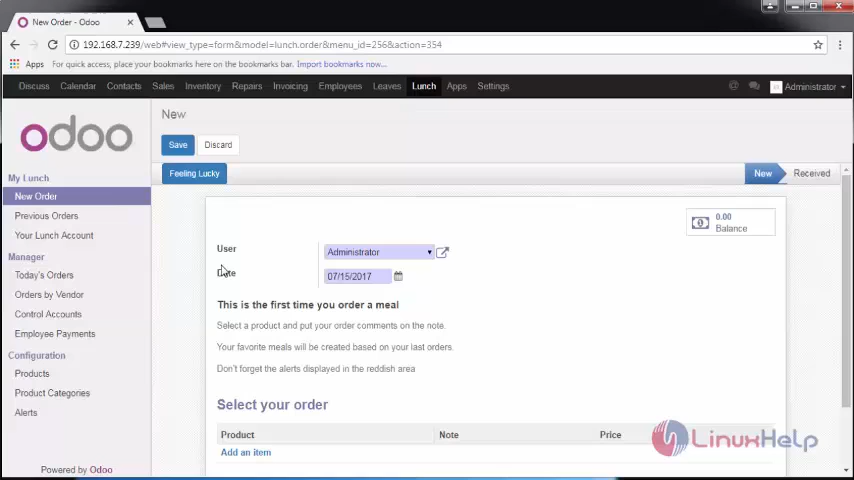 New Order - Odoo
192.168.7.239/web#view_type=form&model=lunch.order&menu_id=256&action=354
Apps For quick access, place your bookmarks here on the bookmarks bar. Import bookmarks now...
Discuss Calendar Contacts Sales Inventory Repairs Invoicing Employees Leaves Lunch Apps Settings Administrator
odoo
New
Save Discard
Feeling Lucky New Received
My Lunch
New Order
Previous Orders
Your Lunch Account
Manager
Today's Orders
Orders by Vendor
Control Accounts
Employee Payments
Configuration
Products
Product Categories
Alerts
Powered by Odoo
0.00
Balance
User Administrator
Date 07/15/2017
This is the first time you order a meal
Select a product and put your order comments on the note.
Your favorite meals will be created based on your last orders.
Don't forget the alerts displayed in the reddish area
Select your order
Product Note Price
Add an item
LinuxHelp